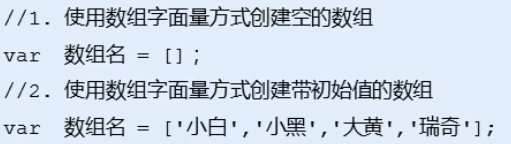 //1. 使用数组字面量方式创建空的数组
var 数组名 = [];
//2. 使用数组字面量方式创建带初始值的数组
var 数组名 = ['小白','小黑','大黄','瑞奇'];